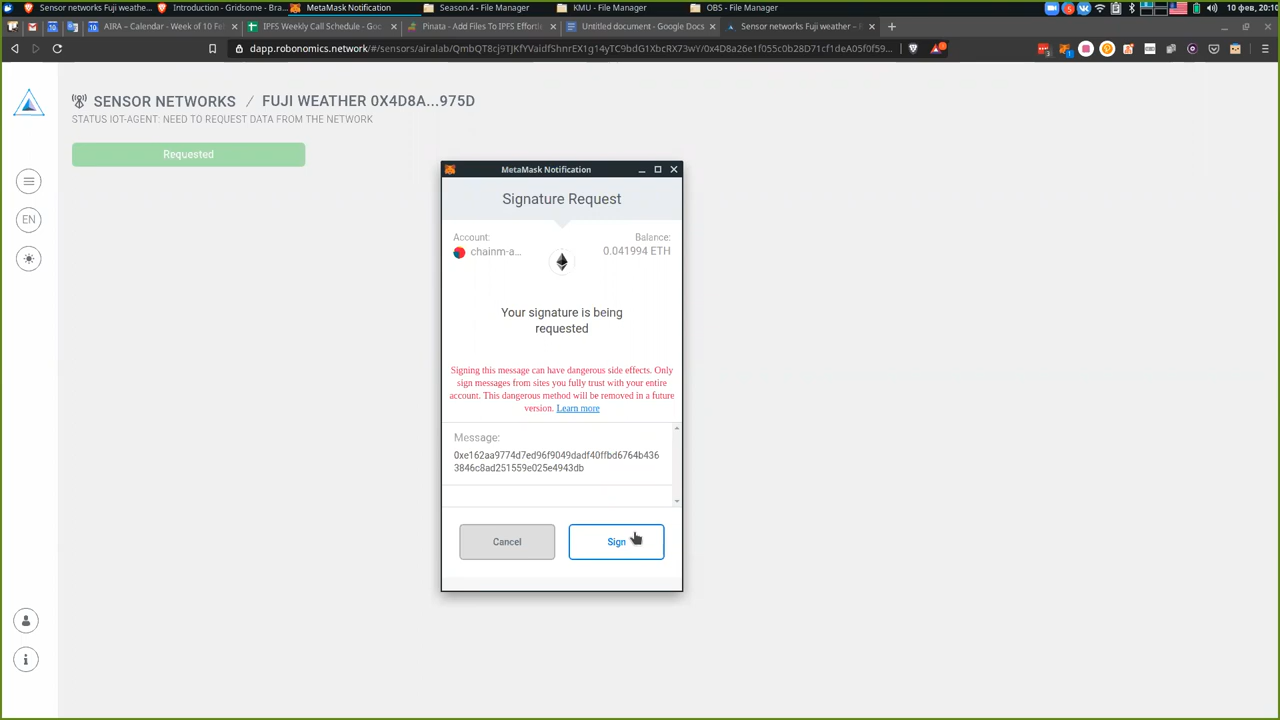 Sensor networks Fuji weathe...
Introduction - Gridsome - Bra...
MetaMask Notification
Season.4 - File Manager
KMU - File Manager
OBS - File Manager
10 фев, 20:10
AIRA – Calendar - Week of 10 Fe
IPFS Weekly Call Schedule - Goo
Pinata - Add Files To IPFS Effortle
Untitled document - Google Docs
Sensor networks Fuji weather – R
dapp.robonomics.network/#/sensors/airalab/QmbQT8cj9TJKfYVaidfShnrEX1g14yTC9bdG1XbcRX73wY/0x4D8a26e1f055c0b28D71cf1deA05f0f59...
SENSOR NETWORKS / FUJI WEATHER 0X4D8A...975D
STATUS IOT-AGENT: NEED TO REQUEST DATA FROM THE NETWORK
Requested
EN
MetaMask Notification
Signature Request
Account:
Balance:
chainm-a...
0.041994 ETH
Your signature is being
requested
Signing this message can have dangerous side effects. Only
sign messages from sites you fully trust with your entire
account. This dangerous method will be removed in a future
version. Learn more
Message:
0xe162aa9774d7ed96f9049dadf40ffbd6764b436
3846c8ad251559e025e4943db
Cancel
Sign